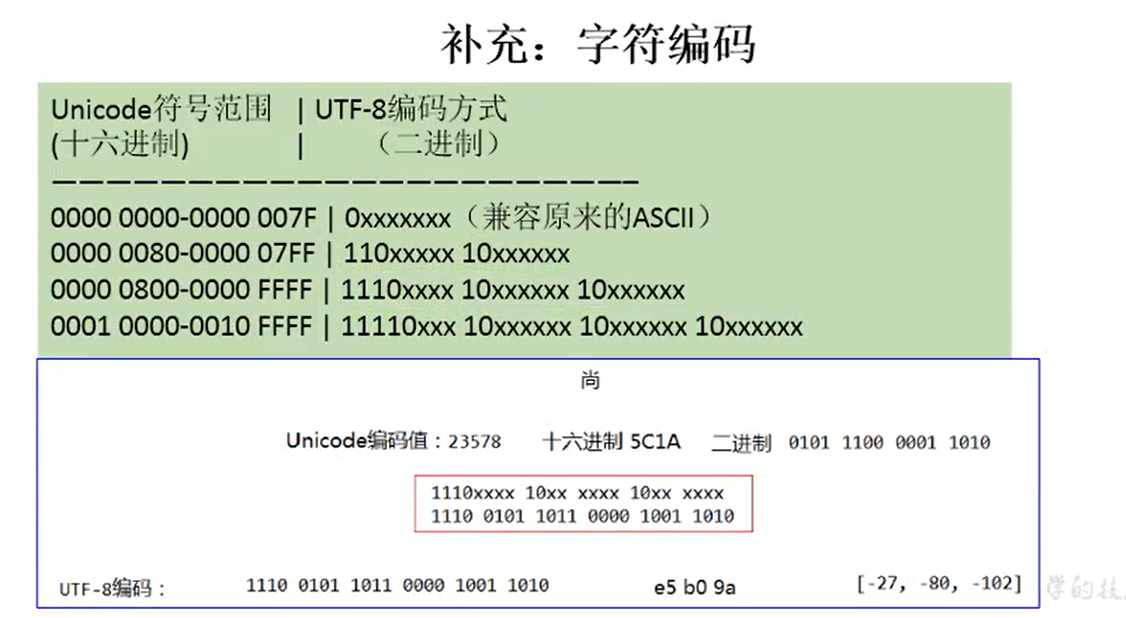 补充：字符编码
Unicode符号范围 | UTF-8编码方式
(十六进制) | （二进制）
————————————————————————
0000 0000-0000 007F | 0xxxxxxx（兼容原来的ASCII）
0000 0080-0000 07FF | 110xxxxx 10xxxxxx
0000 0800-0000 FFFF | 1110xxxx 10xxxxxx 10xxxxxx
0001 0000-0010 FFFF | 11110xxx 10xxxxxx 10xxxxxx 10xxxxxx
尚
Unicode编码值：23578 十六进制 5C1A 二进制 0101 1100 0001 1010
1110xxxx 10xx xxxx 10xx xxxx
1110 0101 1011 0000 1001 1010
UTF-8编码： 1110 0101 1011 0000 1001 1010 e5 b0 9a [-27, -80, -102]
学的技